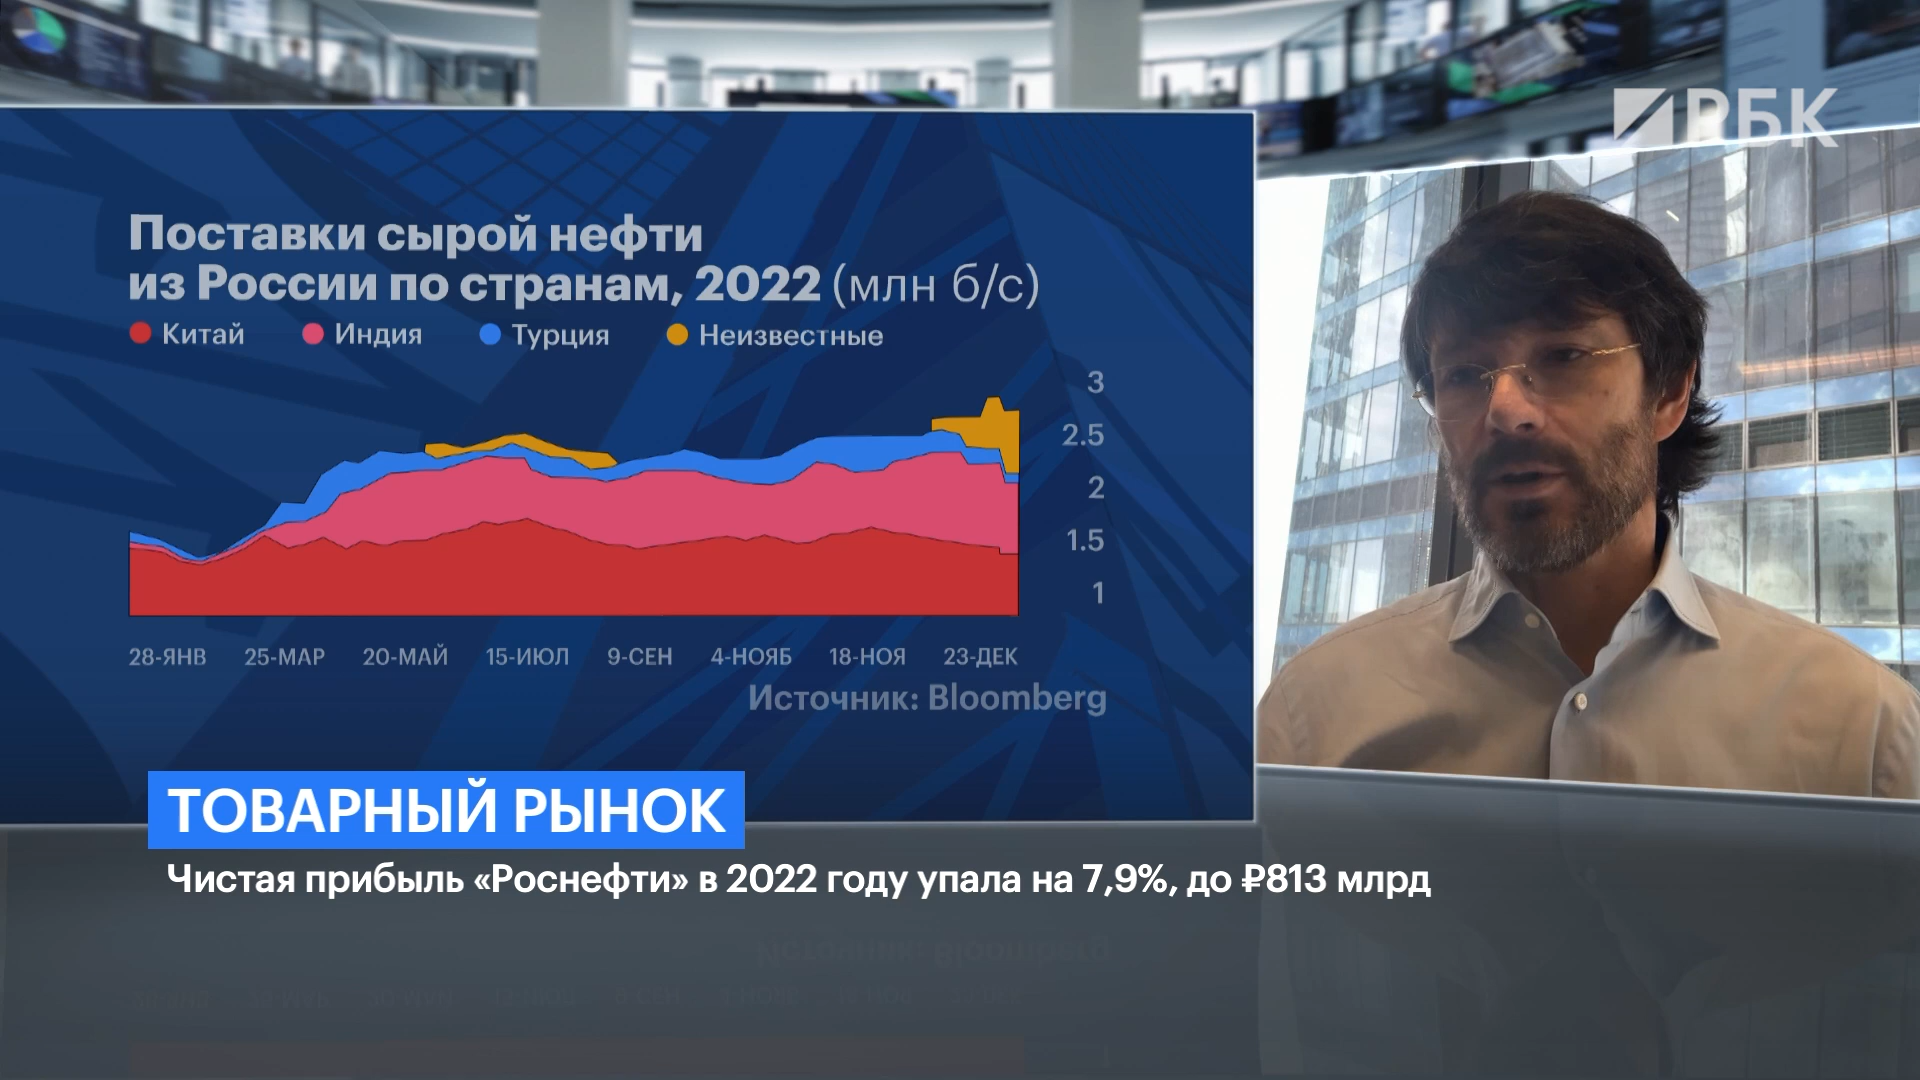 РБК
Поставки сырой нефти
из России по странам, 2022 (млн б/с)
Китай Индия Турция Неизвестные
3
2.5
2
1.5
1
28-ЯНВ 25-МАР 20-МАЙ 15-ИЮЛ 9-СЕН 4-НОЯБ 18-НОЯ 23-ДЕК
Источник: Bloomberg
ТОВАРНЫЙ РЫНОК
Чистая прибыль «Роснефти» в 2022 году упала на 7,9%, до ₽813 млрд